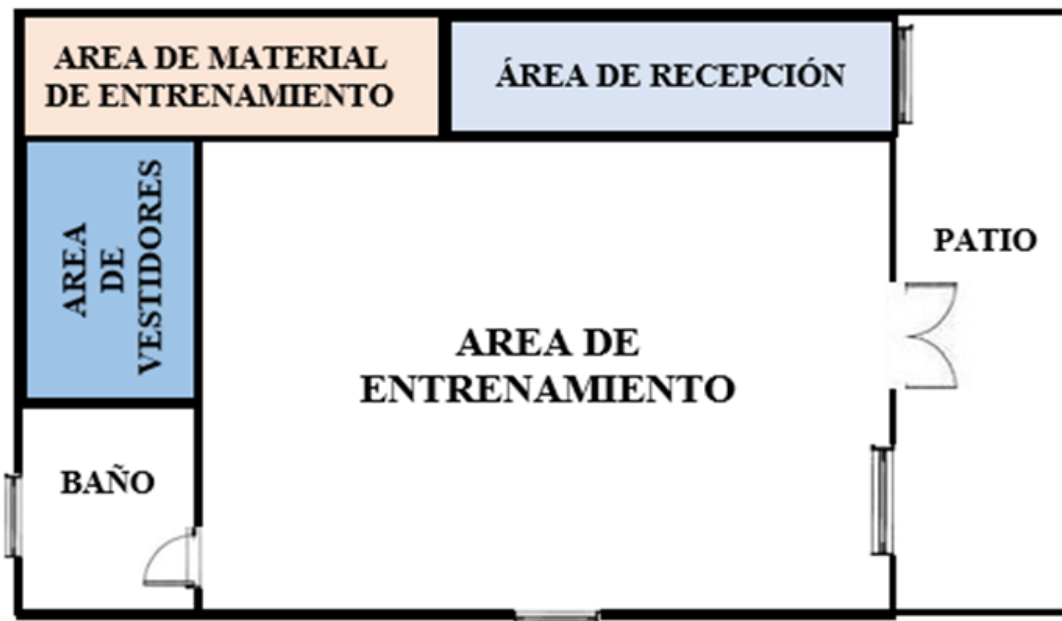 AREA DE MATERIAL
DE ENTRENAMIENTO
ÁREA DE RECEPCIÓN
AREA
DE
VESTIDORES
PATIO
AREA DE
ENTRENAMIENTO
BAÑO